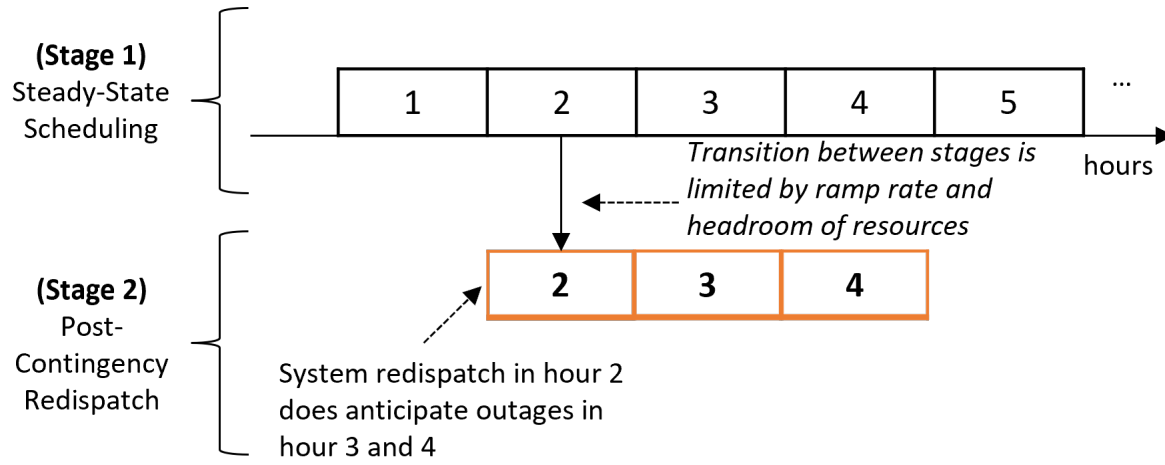 (Stage 1)
Steady-State
Scheduling
1 2 3 4 5 ...
hours
Transition between stages is
limited by ramp rate and
headroom of resources
(Stage 2)
Post-
Contingency
Redispatch
2 3 4
System redispatch in hour 2
does anticipate outages in
hour 3 and 4